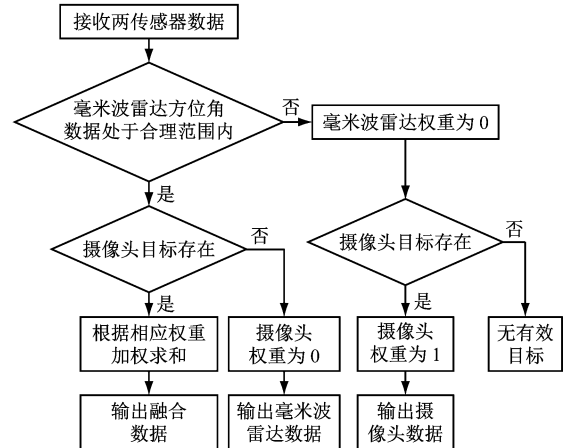 接收两传感器数据
毫米波雷达方位角
数据处于合理范围内
否
毫米波雷达权重为 0
是
摄像头目标存在
否
摄像头目标存在
否
是
是
根据相应权重
加权求和
摄像头
权重为 0
摄像头
权重为 1
无有效
目标
输出融合
数据
输出毫米波
雷达数据
输出摄
像头数据